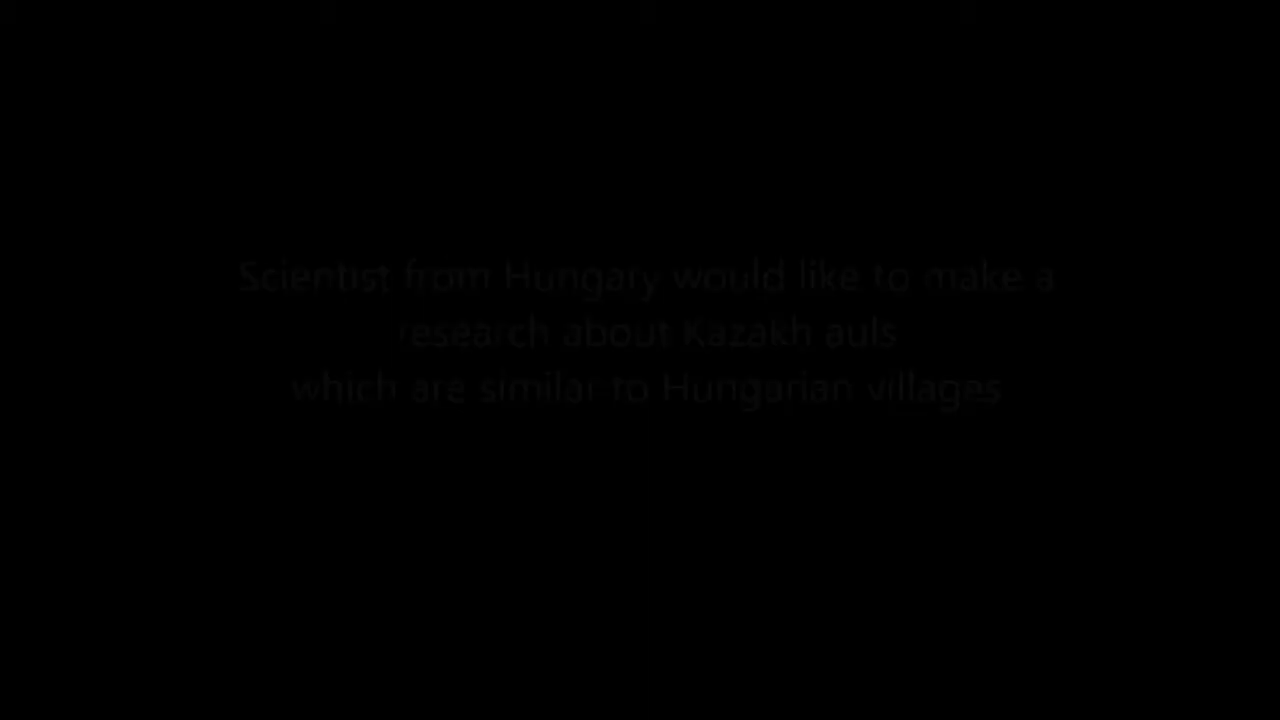 Scientist from Hungary would like to make a
research about Kazakh auls
which are similar to Hungarian villages